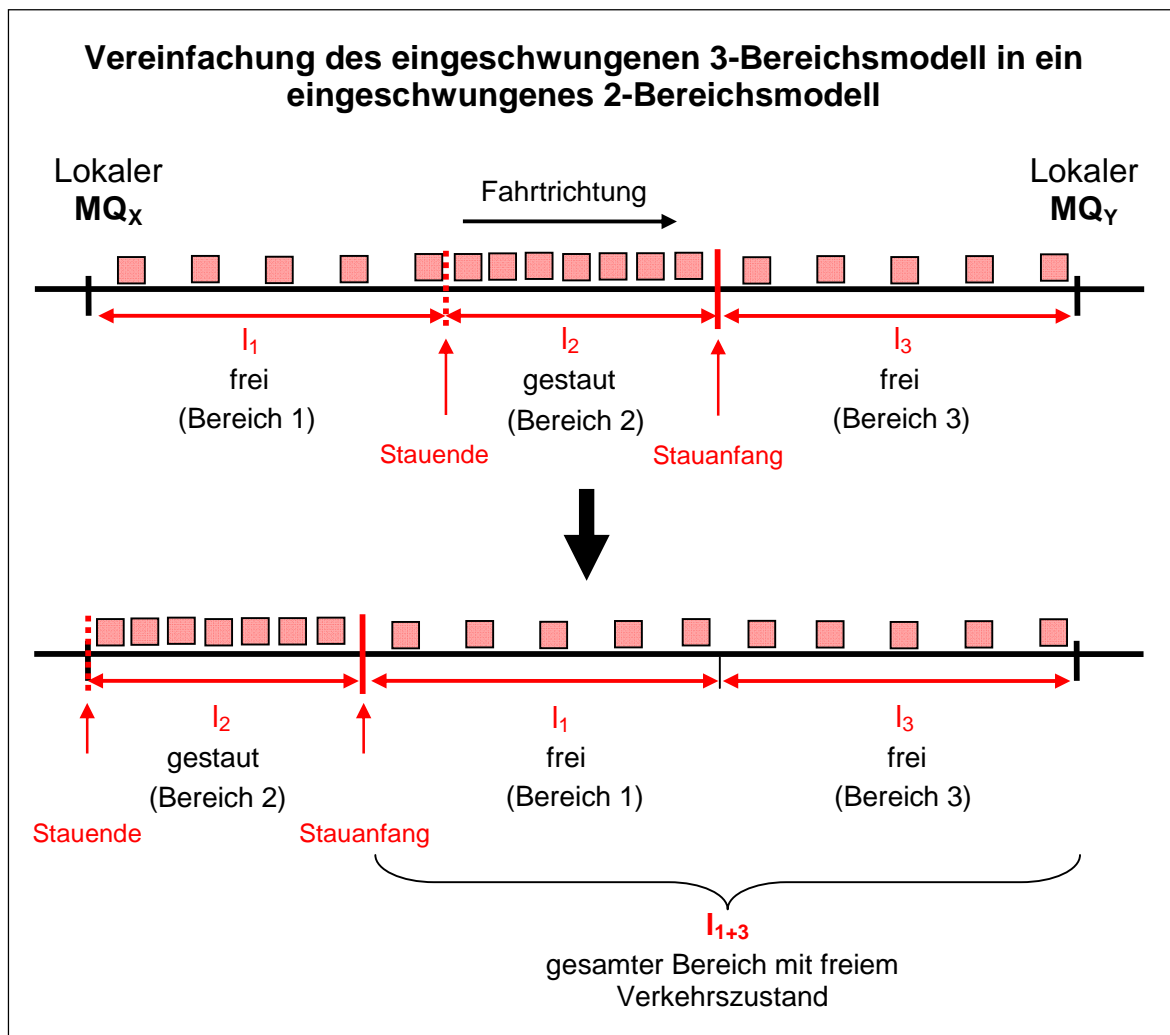 Vereinfachung des eingeschwungenen 3-Bereichsmodell in ein
eingeschwungenes 2-Bereichsmodell
Lokaler
MQX
Fahrtrichtung
Lokaler
MQY
l1
frei
(Bereich 1)
l2
gestaut
(Bereich 2)
l3
frei
(Bereich 3)
Stauende
Stauanfang
l2
gestaut
(Bereich 2)
l1
frei
(Bereich 1)
l3
frei
(Bereich 3)
Stauende
Stauanfang
l1+3
gesamter Bereich mit freiem
Verkehrszustand